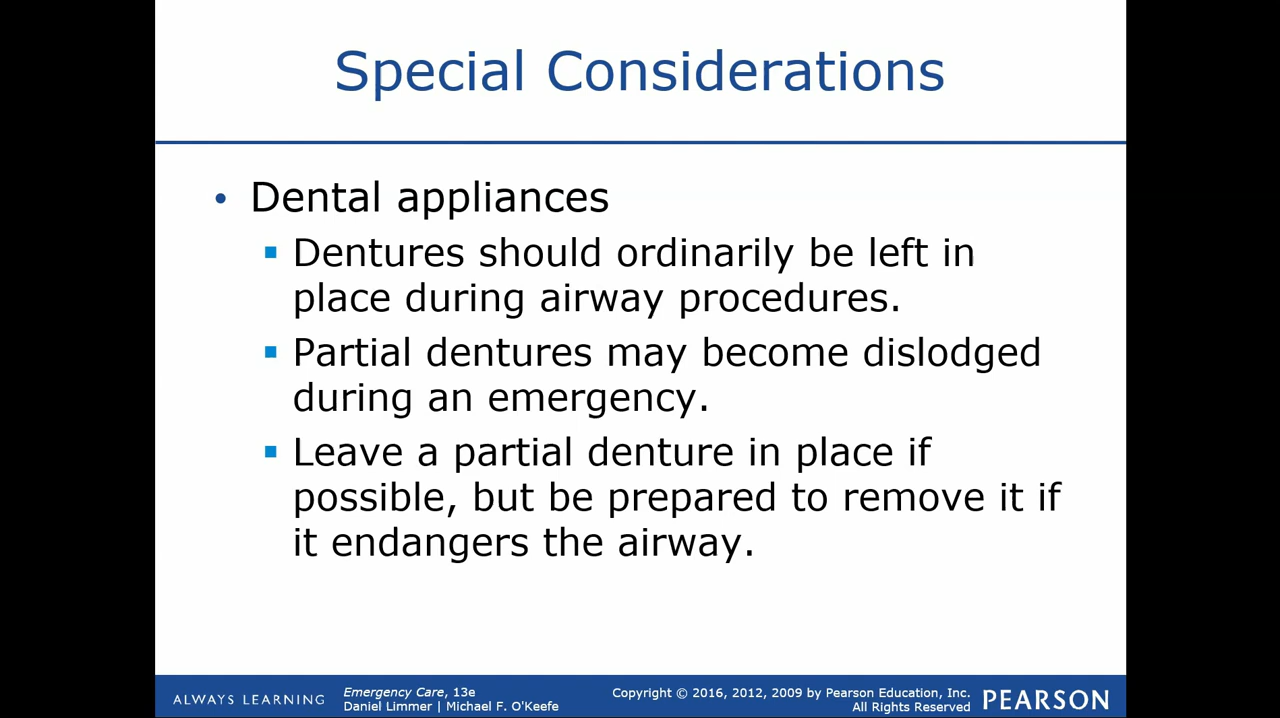 Special Considerations
• Dental appliances
▪ Dentures should ordinarily be left in
place during airway procedures.
▪ Partial dentures may become dislodged
during an emergency.
▪ Leave a partial denture in place if
possible, but be prepared to remove it if
it endangers the airway.
ALWAYS LEARNING
Emergency Care, 13e
Daniel Limmer | Michael F. O'Keefe
Copyright © 2016, 2012, 2009 by Pearson Education, Inc.
All Rights Reserved
PEARSON